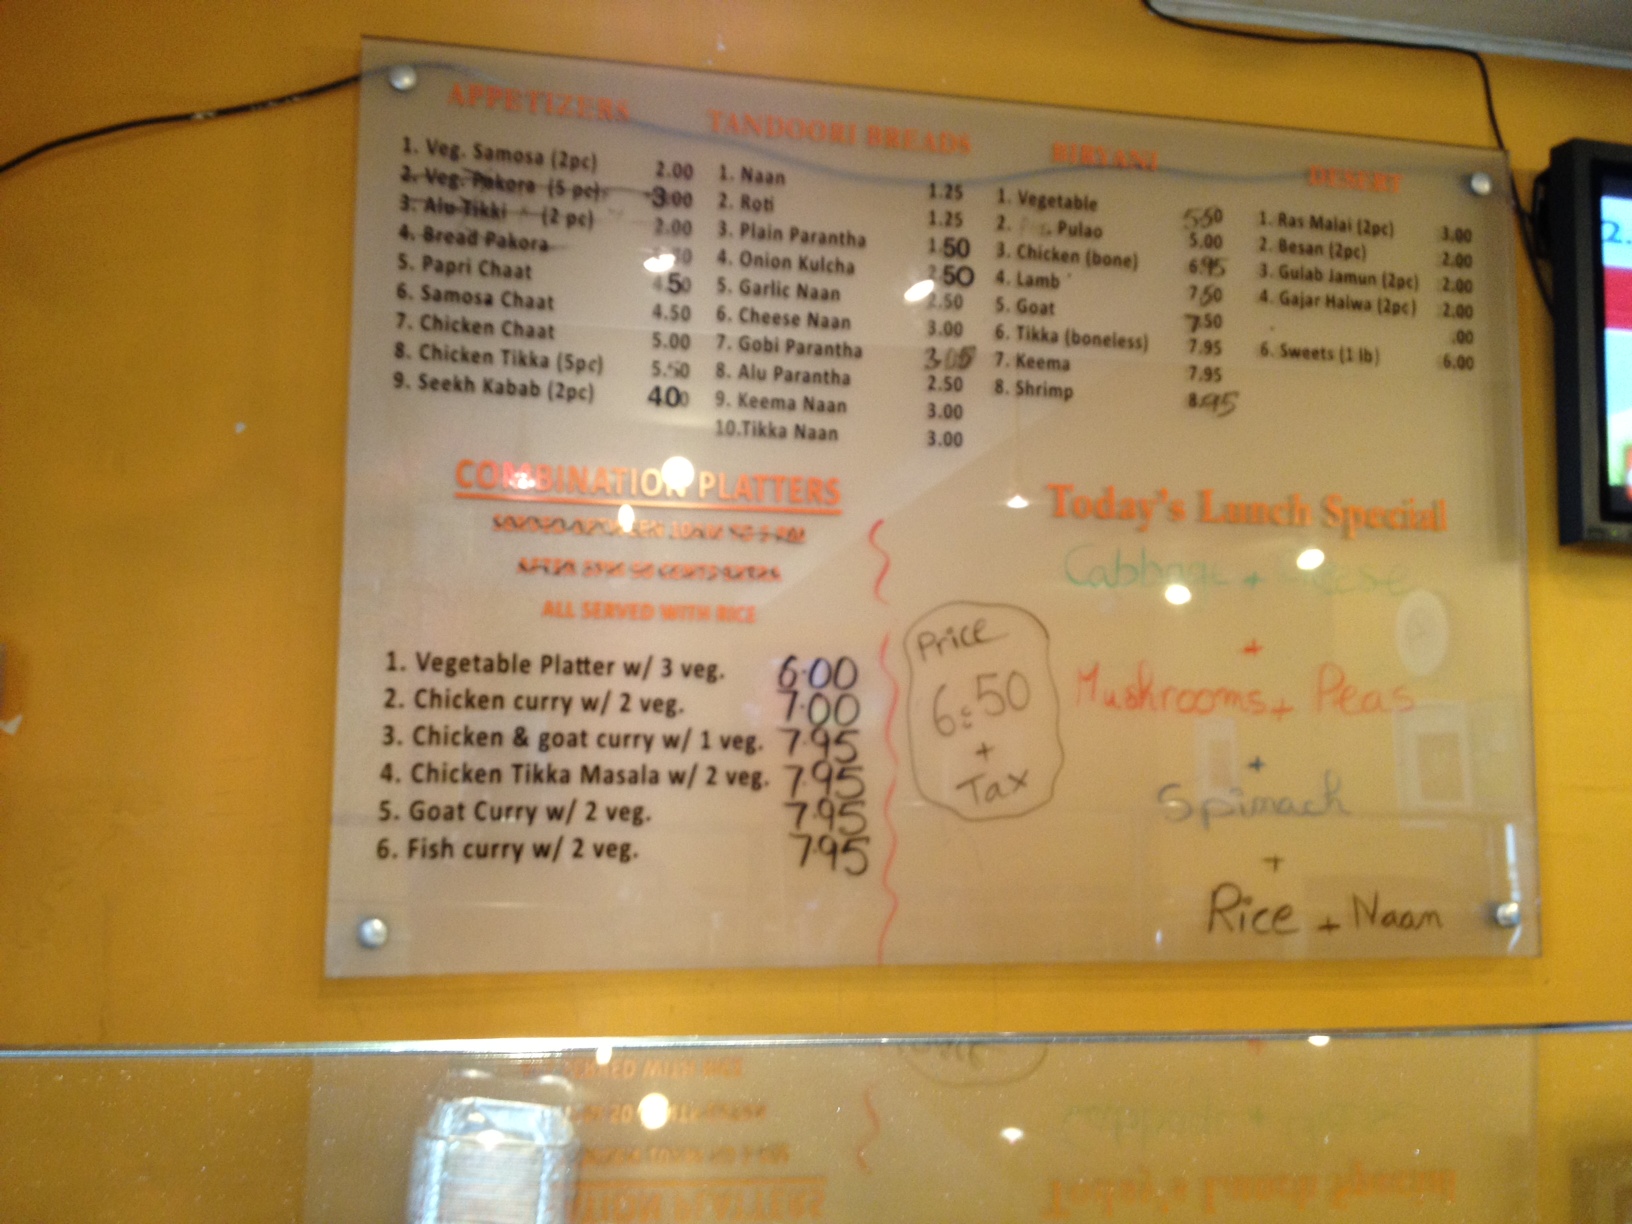 APPETIZERS
1. Veg. Samosa (2pc) 2.00
2. Veg. Pakora (5 pc) 3.00
3. Alu Tikki (2 pc) 2.00
4. Bread Pakora
5. Papri Chaat 4.50
6. Samosa Chaat 4.50
7. Chicken Chaat 5.00
8. Chicken Tikka (5pc) 5.50
9. Seekh Kabab (2pc) 400
TANDOORI BREADS
1. Naan 1.25
2. Roti 1.25
3. Plain Parantha 1.50
4. Onion Kulcha 50
5. Garlic Naan 2.50
6. Cheese Naan 3.00
7. Gobi Parantha
8. Alu Parantha 2.50
9. Keema Naan 3.00
10.Tikka Naan 3.00
BIRYANI
1. Vegetable 550
2. Pulao 5.00
3. Chicken (bone) 6.95
4. Lamb 7.50
5. Goat 7.50
6. Tikka (boneless) 7.95
7. Keema 7.95
8. Shrimp 8.95
DESERT
1. Ras Malai (2pc) 3.00
2. Besan (2pc) 2.00
3. Gulab Jamun (2pc) 2.00
4. Gajar Halwa (2pc) 2.00
.00
6. Sweets (1 lb) 6.00
COMBINATION PLATTERS
ALL SERVED WITH RICE
1. Vegetable Platter w/ 3 veg. 6.00
2. Chicken curry w/ 2 veg. 7.00
3. Chicken & goat curry w/ 1 veg. 7.95
4. Chicken Tikka Masala w/ 2 veg. 7.95
5. Goat Curry w/ 2 veg. 7.95
6. Fish curry w/ 2 veg. 7.95
Price
6:50
+
Tax
Today's Lunch Special
Cabbage + Cheese
+
Mushrooms + Peas
+
Spinach
+
Rice + Naan